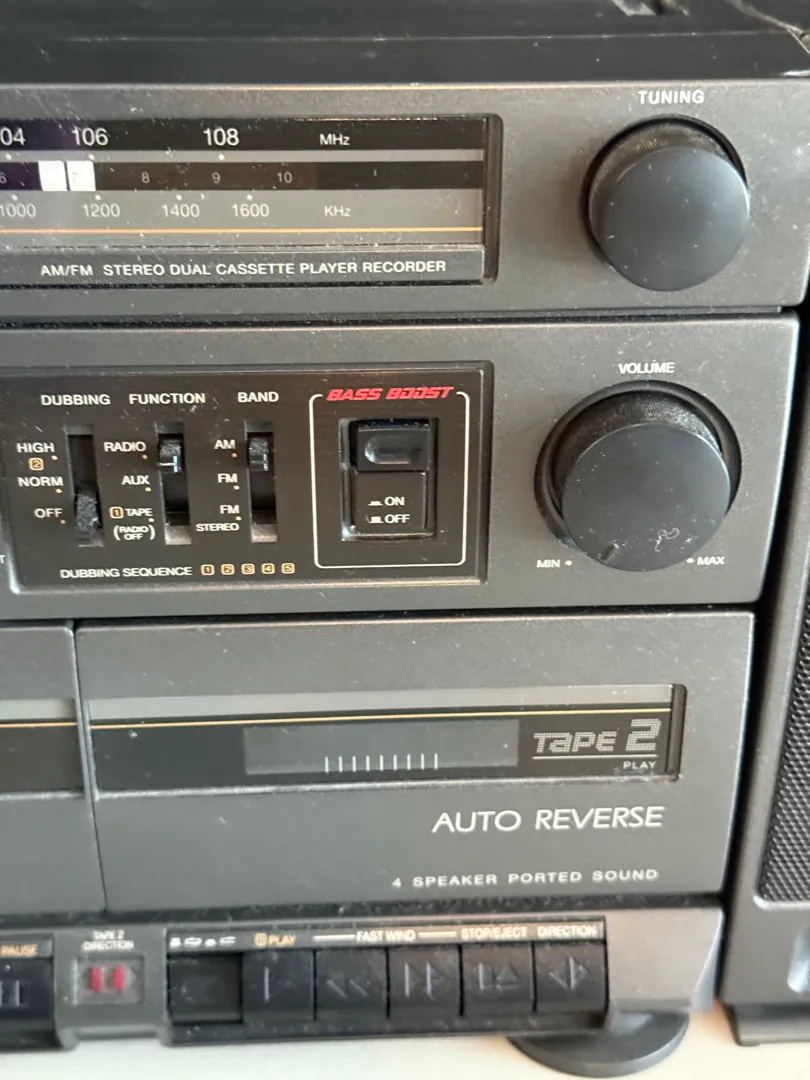 TUNING
04 106 108 MHz
6 7 8 9 10
1000 1200 1400 1600 KHz
AM/FM STEREO DUAL CASSETTE PLAYER RECORDER
VOLUME
MIN MAX
DUBBING FUNCTION BAND
BASS BOOST
HIGH RADIO AM
2
NORM AUX FM
OFF 1 TAPE FM
(RADIO OFF) STEREO
ON
OFF
DUBBING SEQUENCE 1 2 3 4 5
T
TAPE 2
PLAY
AUTO REVERSE
4 SPEAKER PORTED SOUND
PAUSE
TAPE 2
DIRECTION
PLAY FAST WIND STOP/EJECT DIRECTION